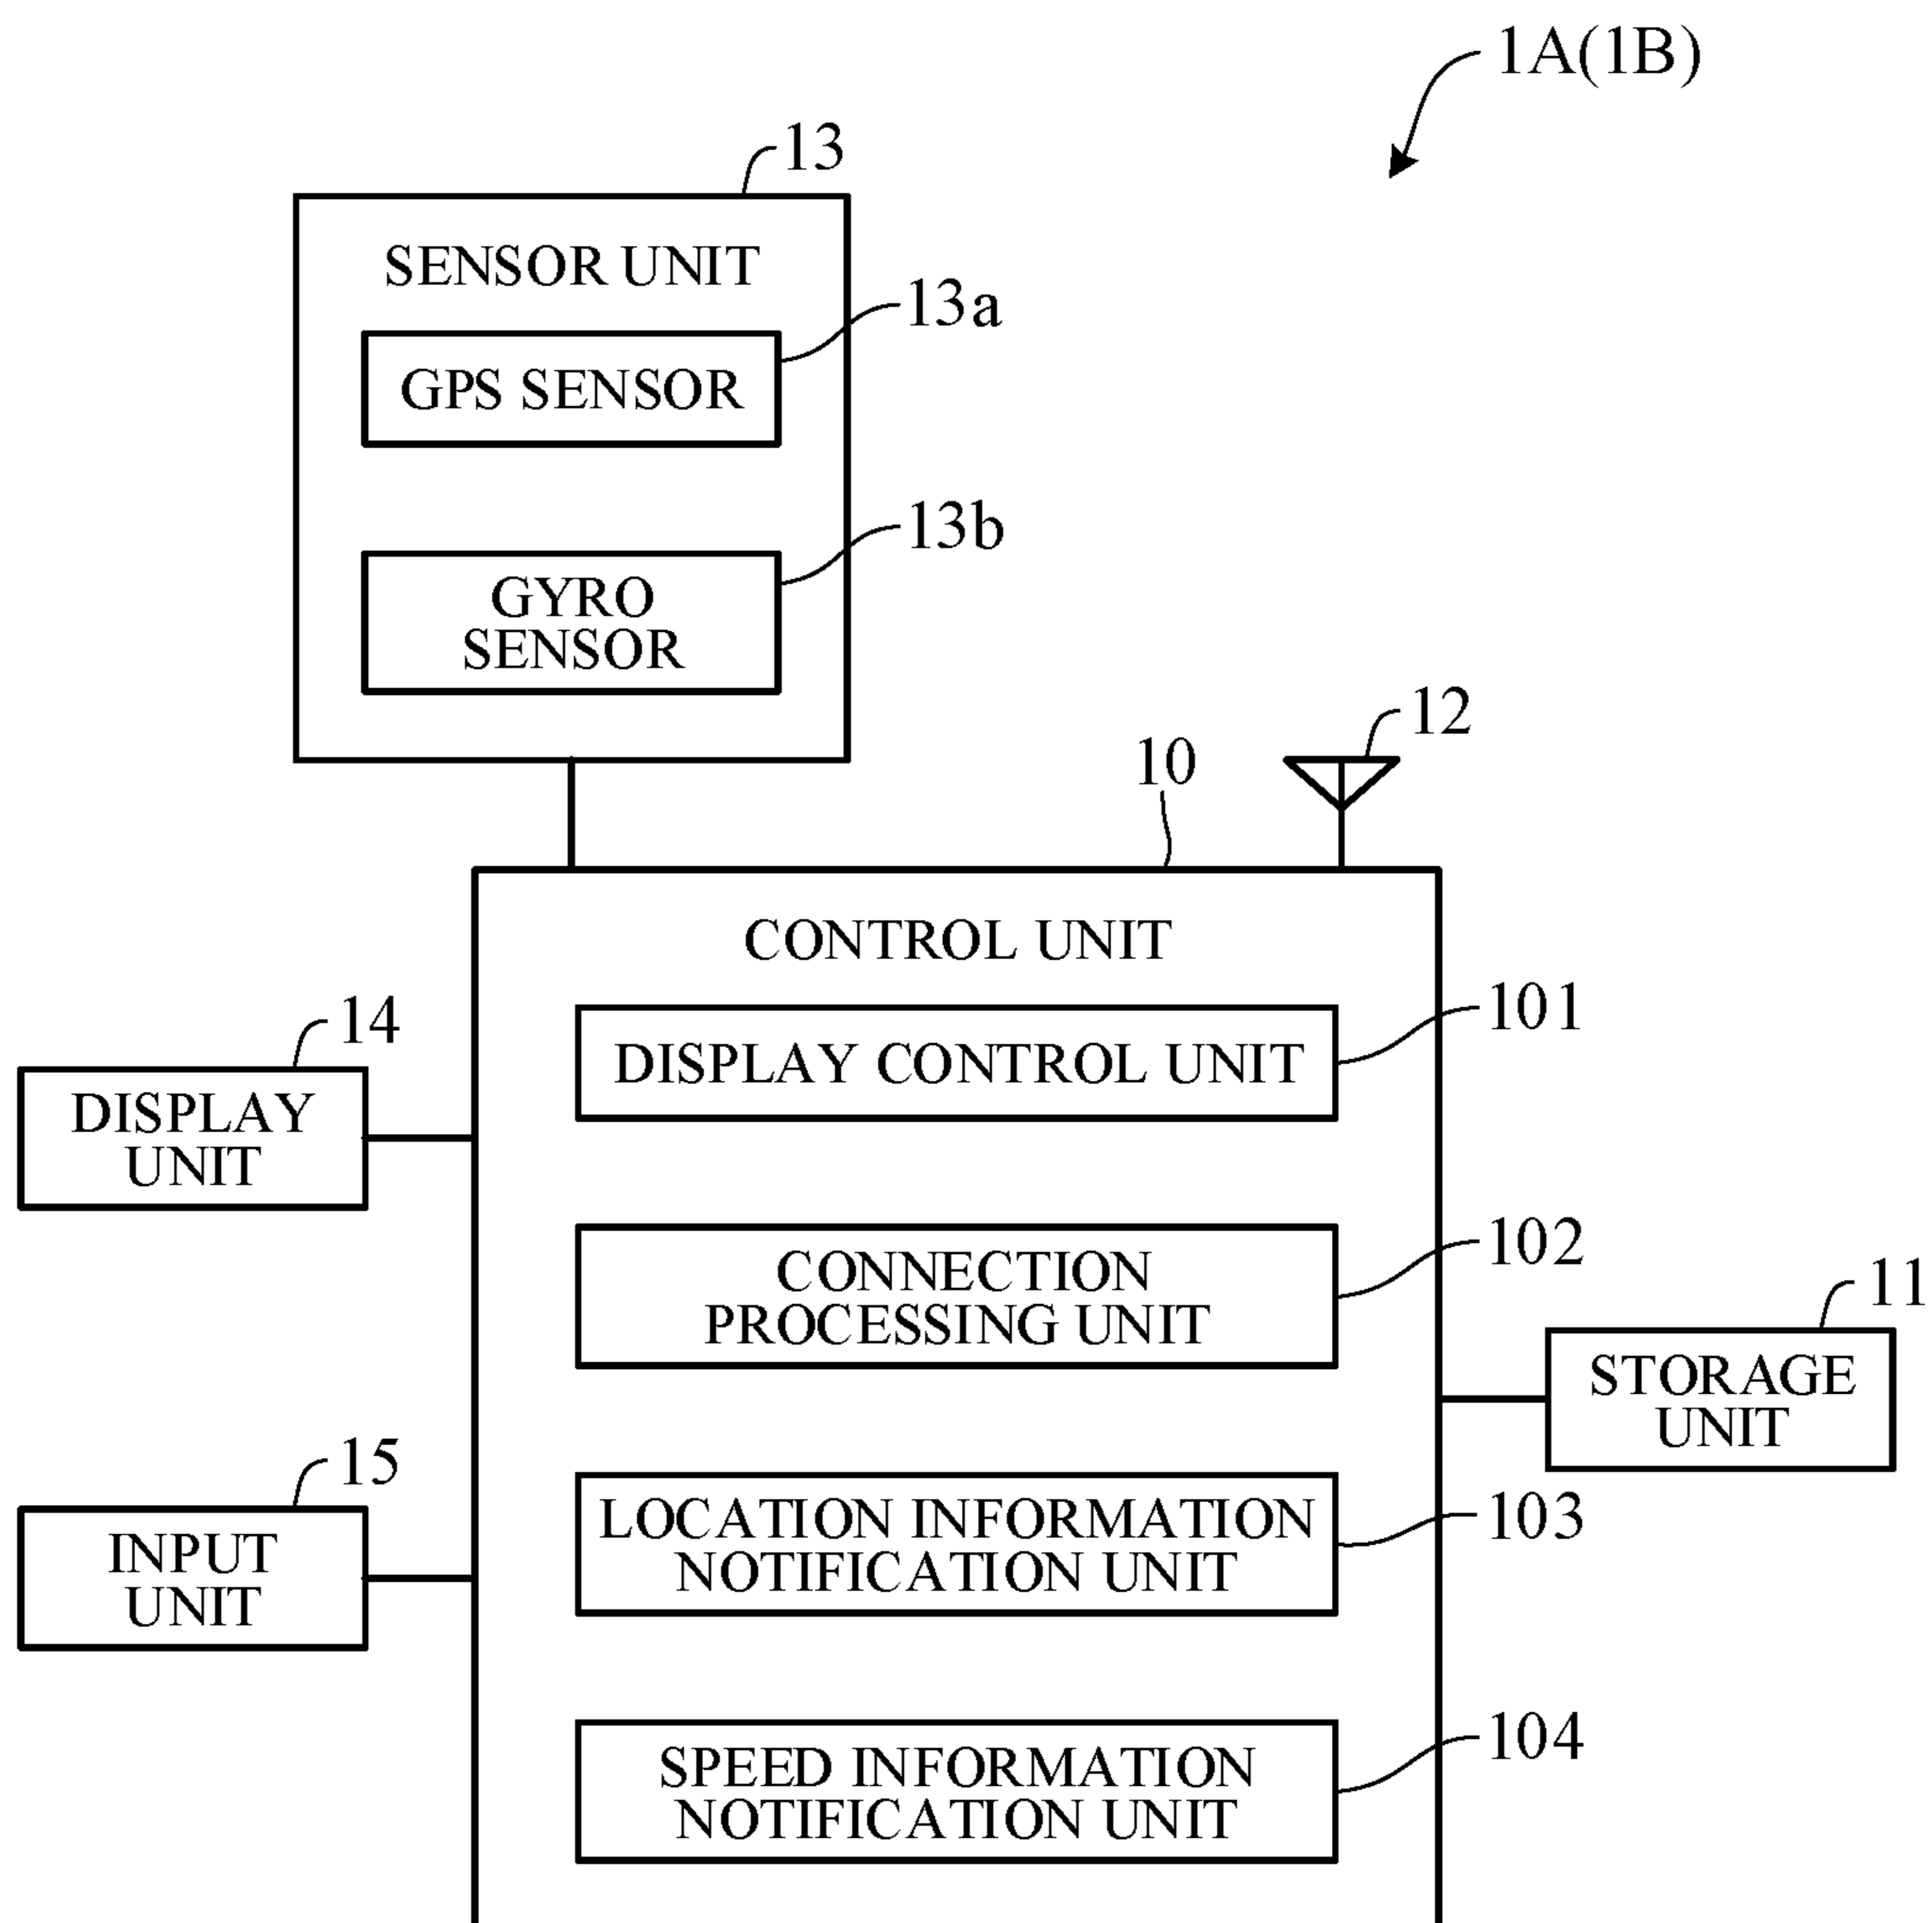 1A(1B)
13
SENSOR UNIT
13a
GPS SENSOR
13b
GYRO
SENSOR
12
10
CONTROL UNIT
14
101
DISPLAY CONTROL UNIT
DISPLAY
UNIT
102
CONNECTION
PROCESSING UNIT
11
STORAGE
UNIT
15
103
LOCATION INFORMATION
NOTIFICATION UNIT
INPUT
UNIT
104
SPEED INFORMATION
NOTIFICATION UNIT